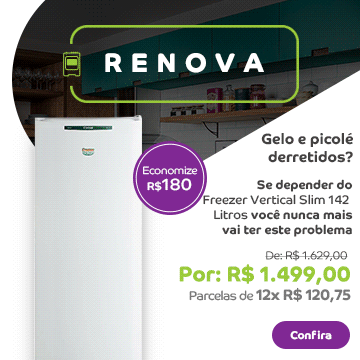 RENOVA
Gelo e picolé
derretidos?
Economize
R$180
Se depender do
Freezer Vertical Slim 142
Litros você nunca mais
vai ter este problema
De: R$ 1.629,00
Por: R$ 1.499,00
Parcelas de 12x R$ 120,75
Confira